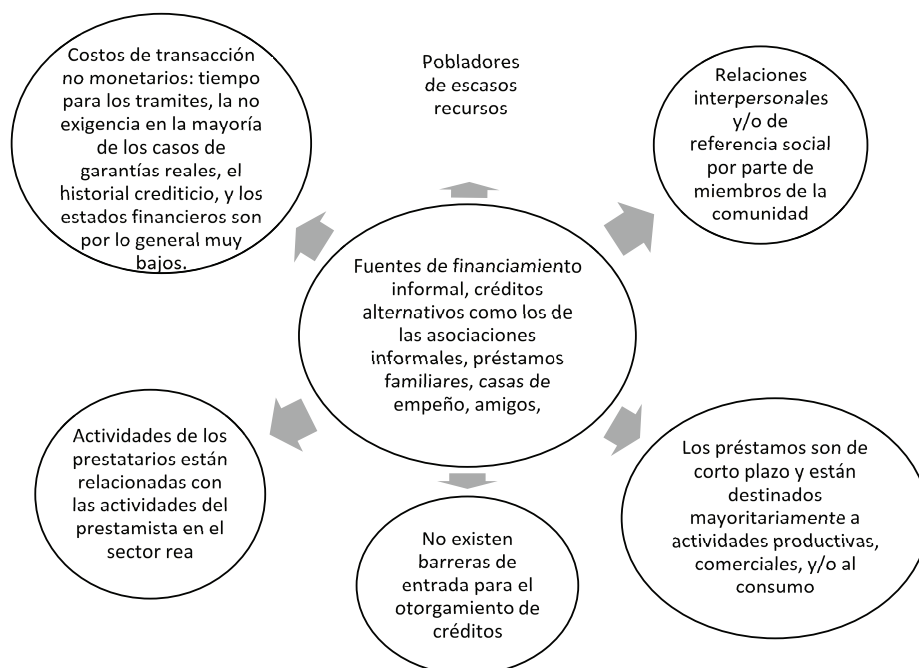 Costos de transacción
no monetarios: tiempo
para los tramites, la no
exigencia en la mayoría
de los casos de
garantías reales, el
historial crediticio, y los
estados financieros son
por lo general muy
bajos.
Pobladores
de escasos
recursos
Relaciones
interpersonales
y/o de
referencia social
por parte de
miembros de la
comunidad
Fuentes de financiamiento
informal, créditos
alternativos como los de
las asociaciones
informales, préstamos
familiares, casas de
empeño, amigos,
Actividades de los
prestatarios están
relacionadas con
las actividades del
prestamista en el
sector rea
No existen
barreras de
entrada para el
otorgamiento de
créditos
Los préstamos son de
corto plazo y están
destinados
mayoritariamente a
actividades productivas,
comerciales, y/o al
consumo